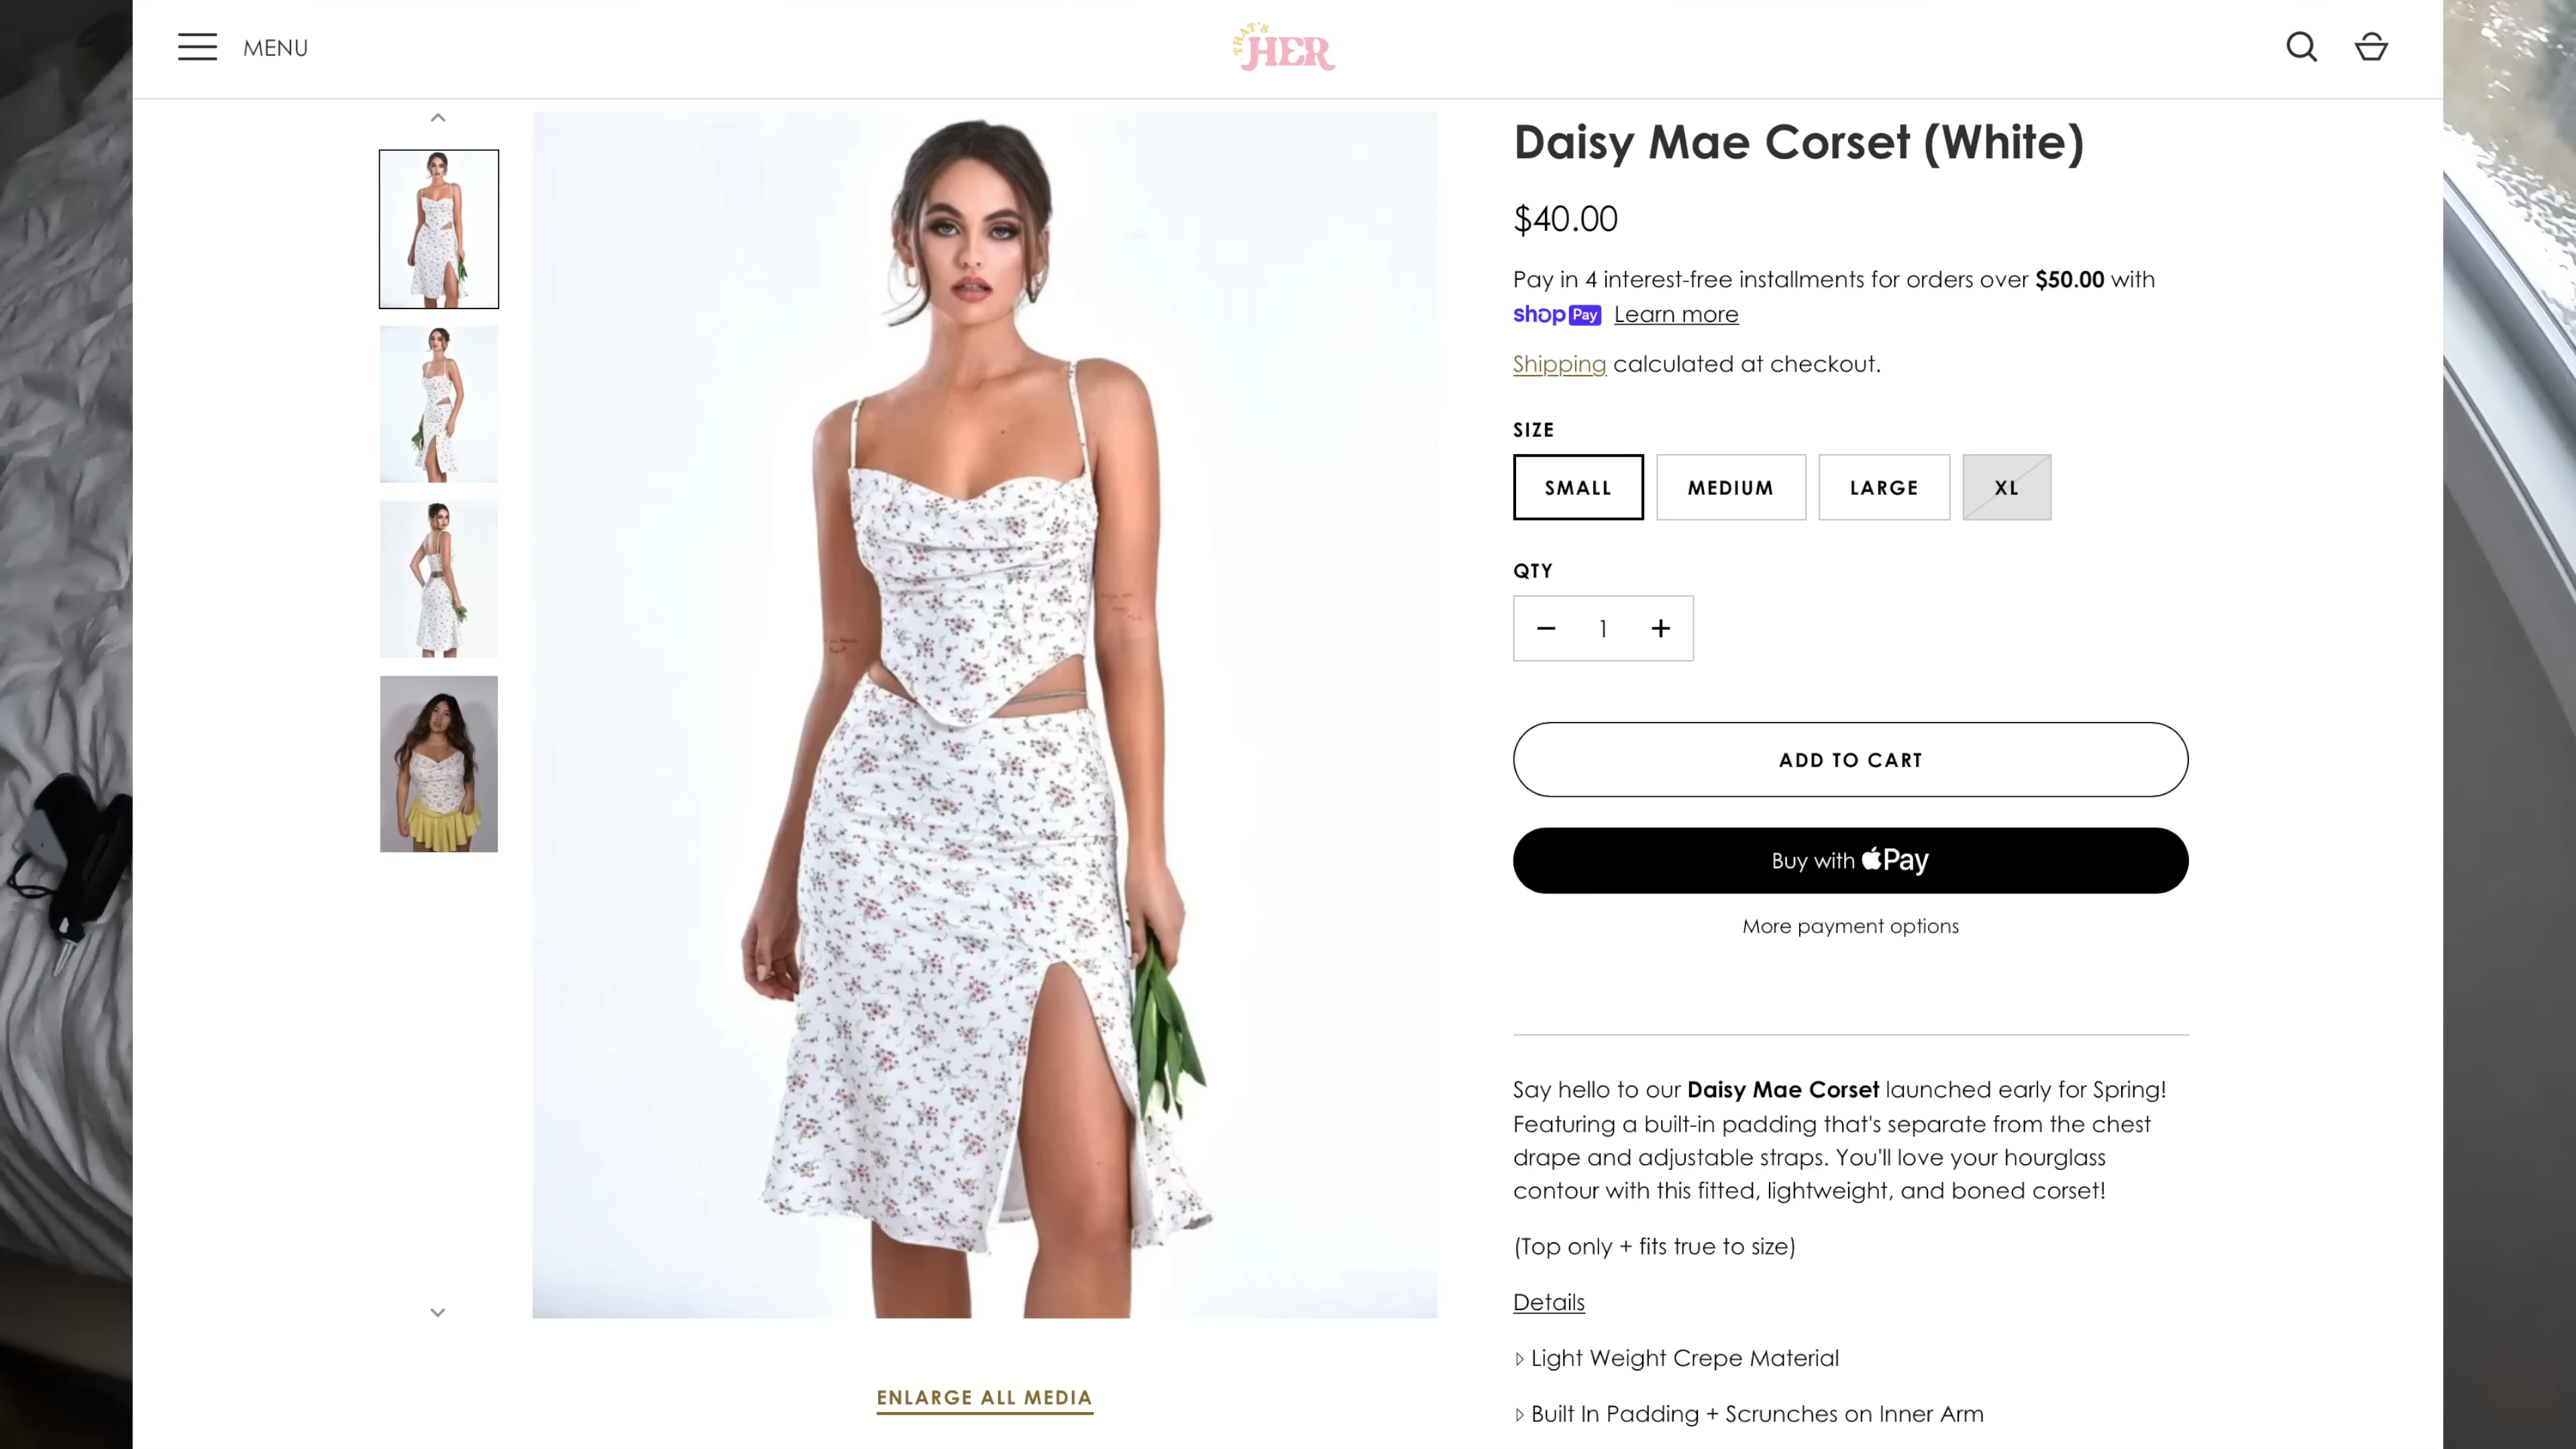 MENU
THAT'S
HER
Daisy Mae Corset (White)
$40.00
Pay in 4 interest-free installments for orders over $50.00 with
shop Pay Learn more
Shipping calculated at checkout.
SIZE
SMALL MEDIUM LARGE XL
QTY
− 1 +
ADD TO CART
Buy with Pay
More payment options
Say hello to our Daisy Mae Corset launched early for Spring!
Featuring a built-in padding that's separate from the chest
drape and adjustable straps. You'll love your hourglass
contour with this fitted, lightweight, and boned corset!
(Top only + fits true to size)
Details
▹ Light Weight Crepe Material
▹ Built In Padding + Scrunches on Inner Arm
ENLARGE ALL MEDIA